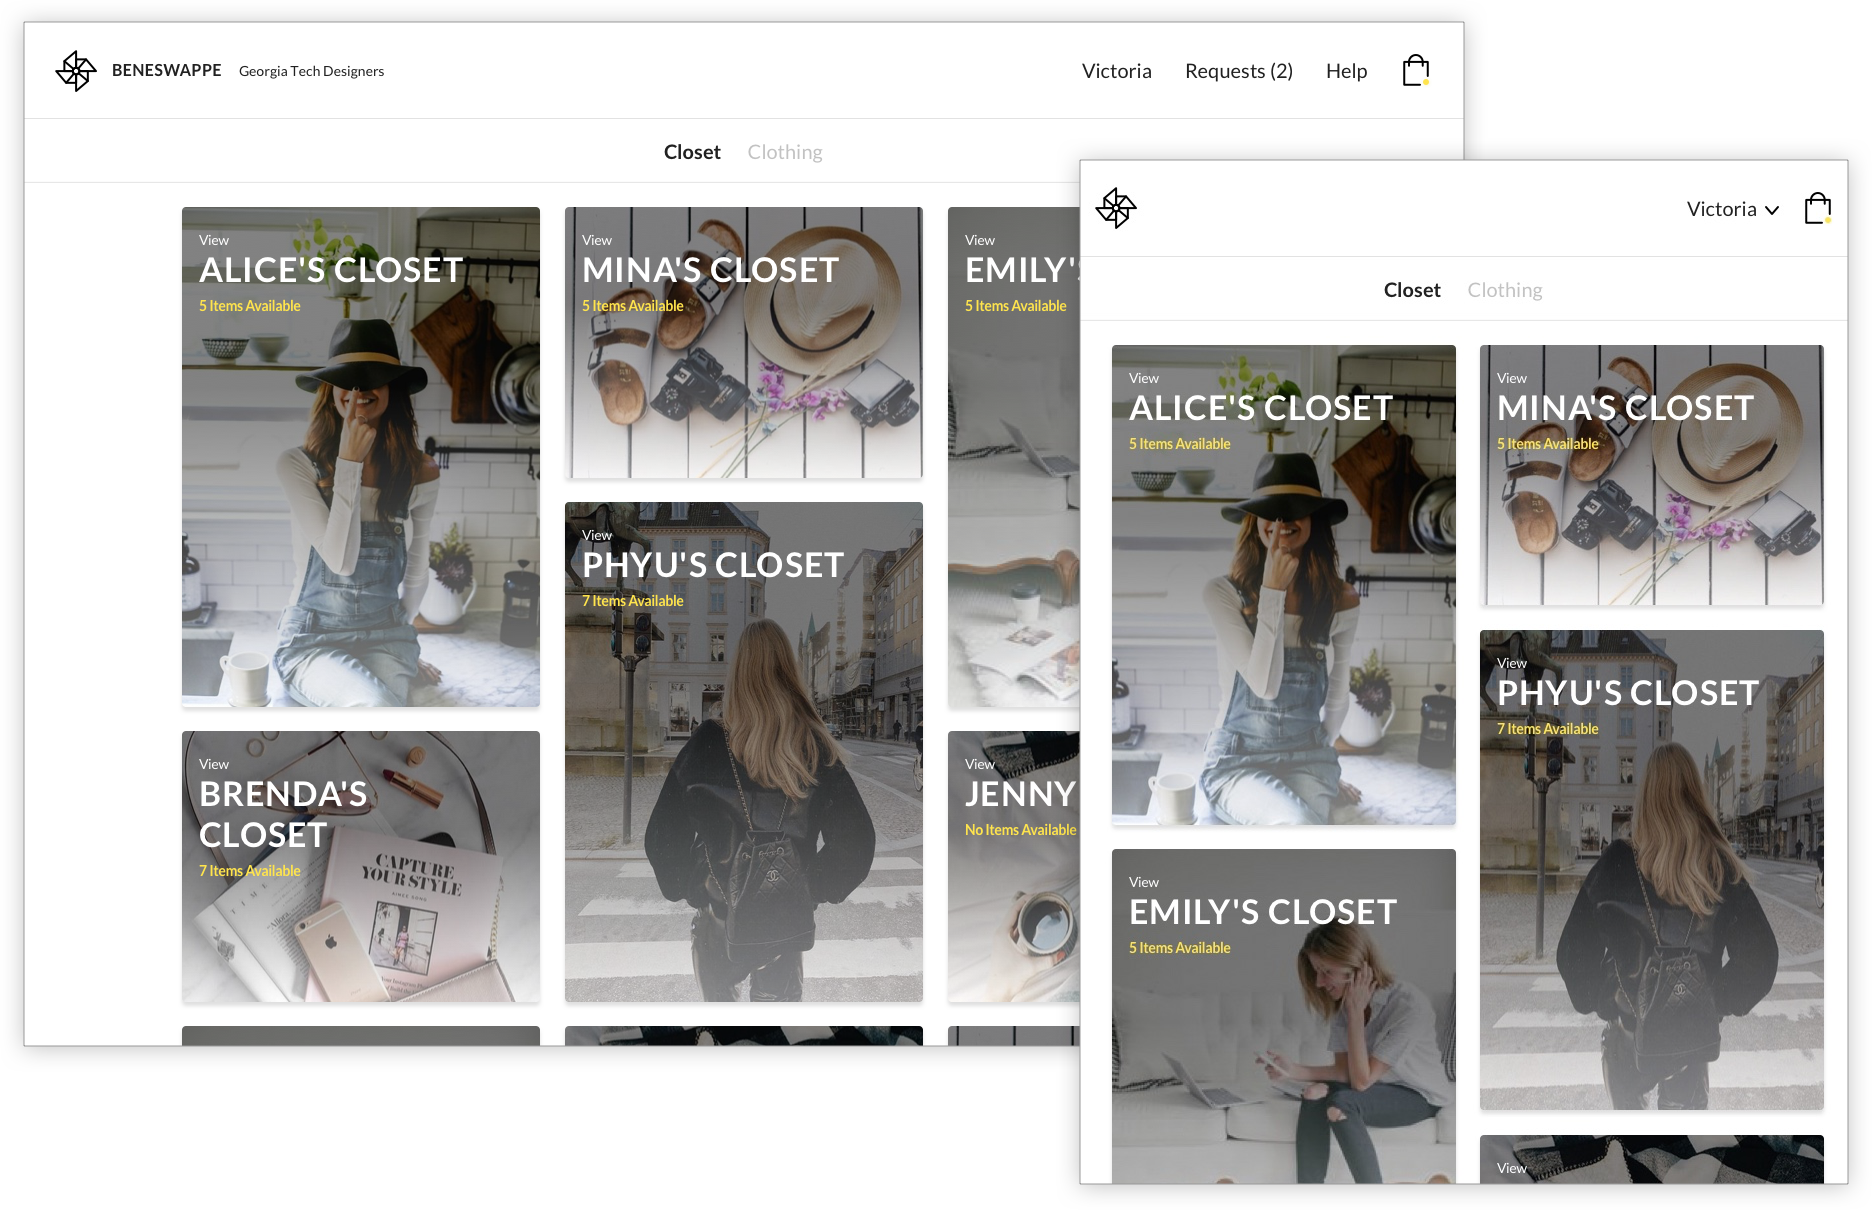 BENESWAPPE Georgia Tech Designers
Victoria Requests (2) Help
Closet Clothing
View
ALICE'S CLOSET
5 Items Available
View
MINA'S CLOSET
5 Items Available
View
EMILY'S
5 Items Available
View
PHYU'S CLOSET
7 Items Available
View
BRENDA'S
CLOSET
7 Items Available
CAPTURE
YOUR STYLE
AIMEE SONG
View
JENNY
No Items Available
Victoria
Closet Clothing
View
ALICE'S CLOSET
5 Items Available
View
MINA'S CLOSET
5 Items Available
View
PHYU'S CLOSET
7 Items Available
View
EMILY'S CLOSET
5 Items Available
View